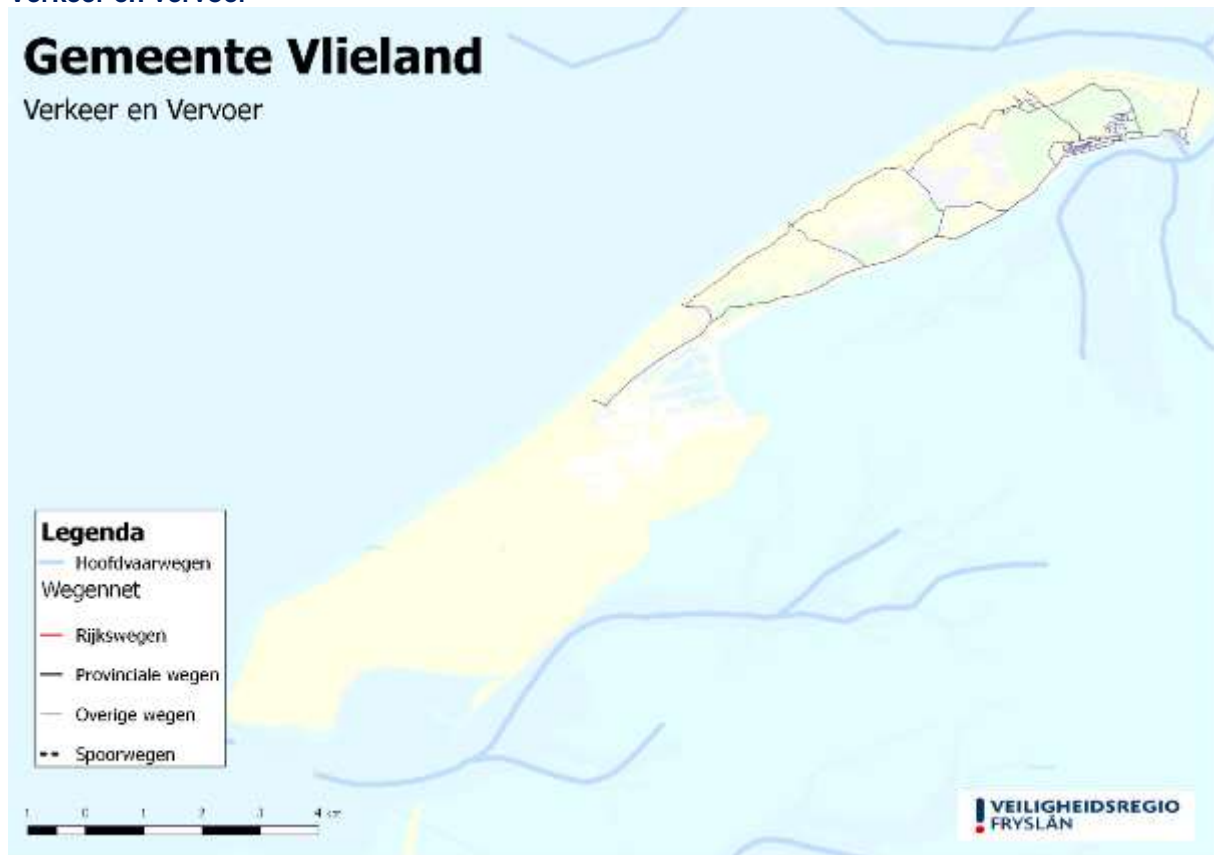 Verkeer en Vervoer
Gemeente Vlieland
Verkeer en Vervoer
Legenda
Hoofdvaarwegen
Wegennet
Rijkswegen
Provinciale wegen
Overige wegen
Spoorwegen
1 0 1 2 3 4 km
VEILIGHEIDSREGIO
FRYSLÂN